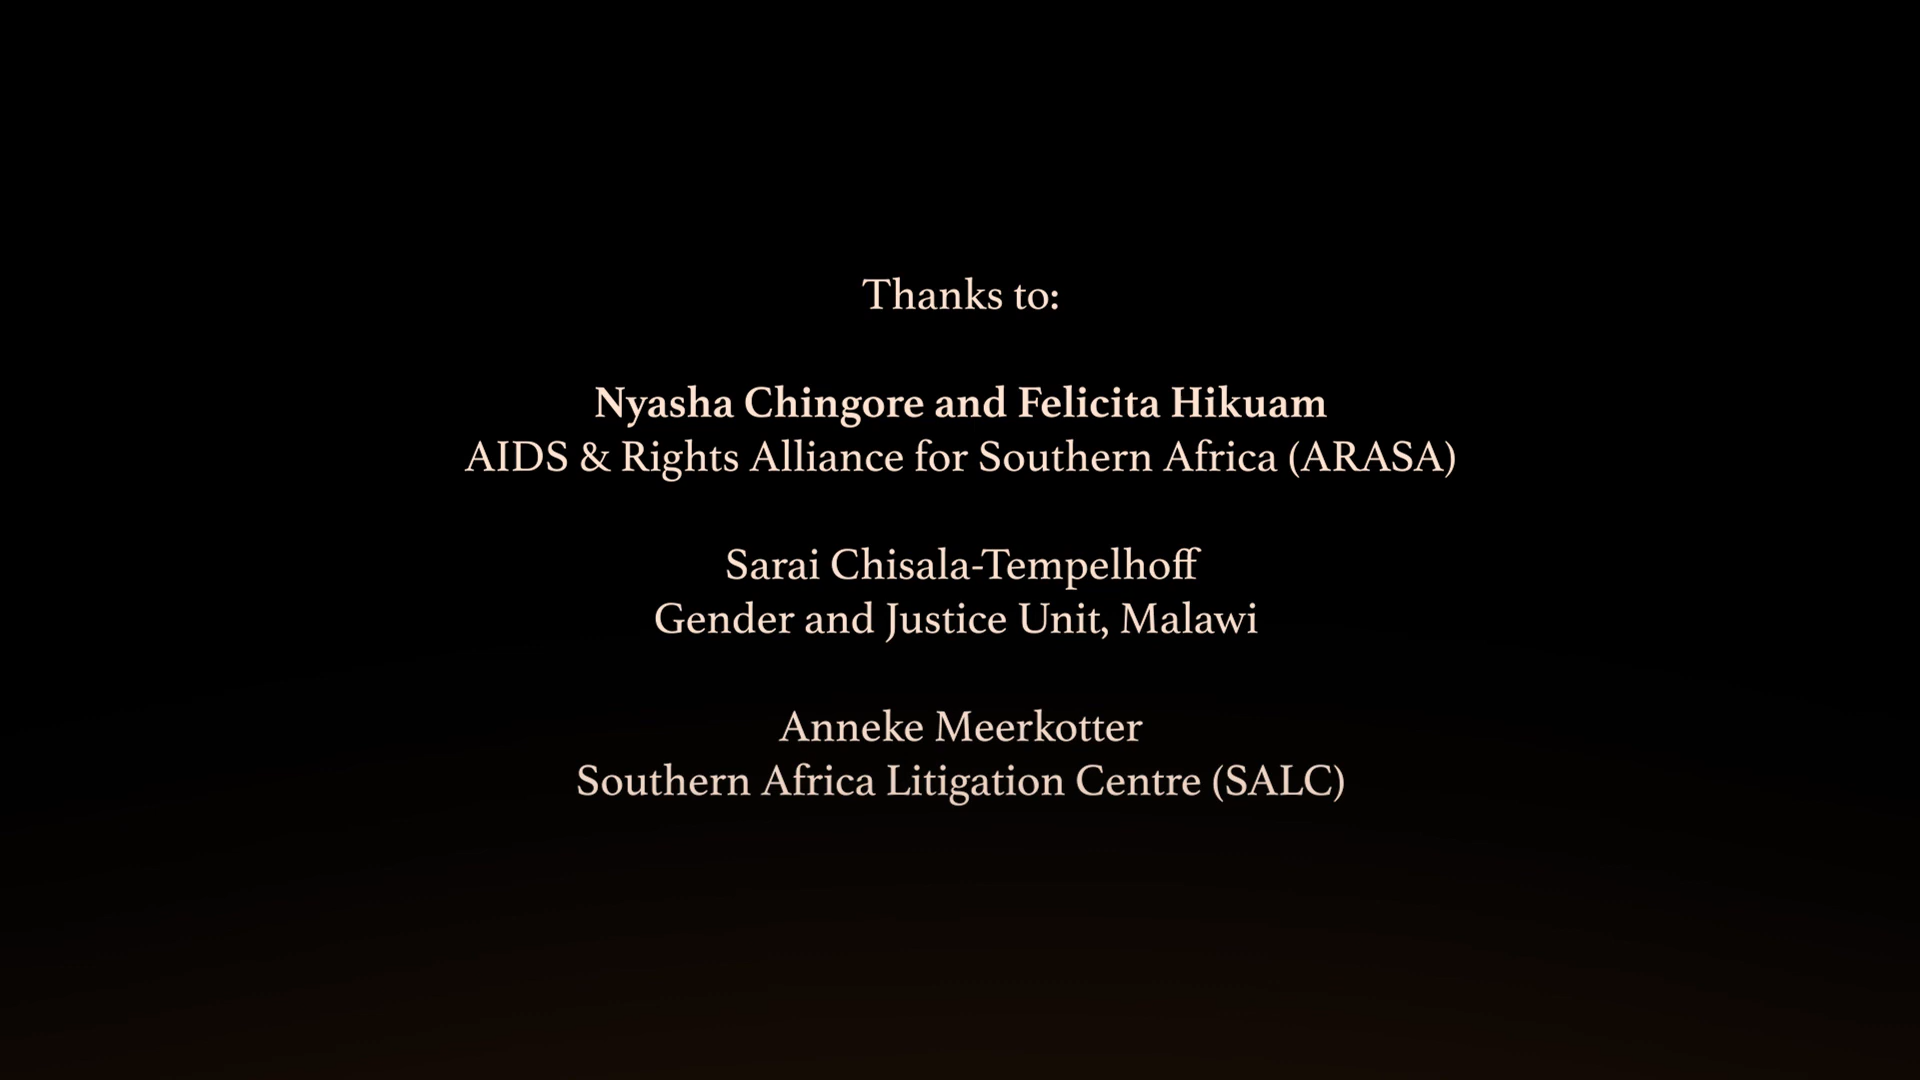 Thanks to:
Nyasha Chingore and Felicita Hikuam
AIDS & Rights Alliance for Southern Africa (ARASA)
Sarai Chisala-Tempelhoff
Gender and Justice Unit, Malawi
Anneke Meerkotter
Southern Africa Litigation Centre (SALC)